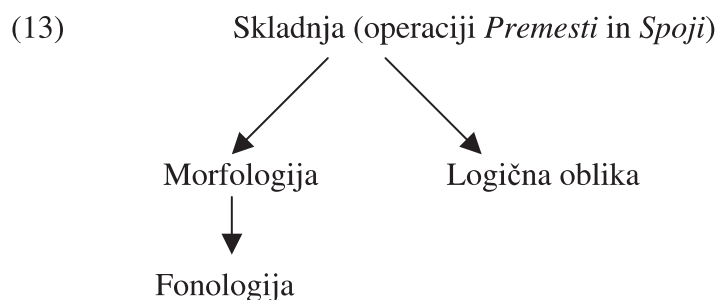 (13) Skladnja (operaciji Premesti in Spoji)
Morfologija Logična oblika
Fonologija